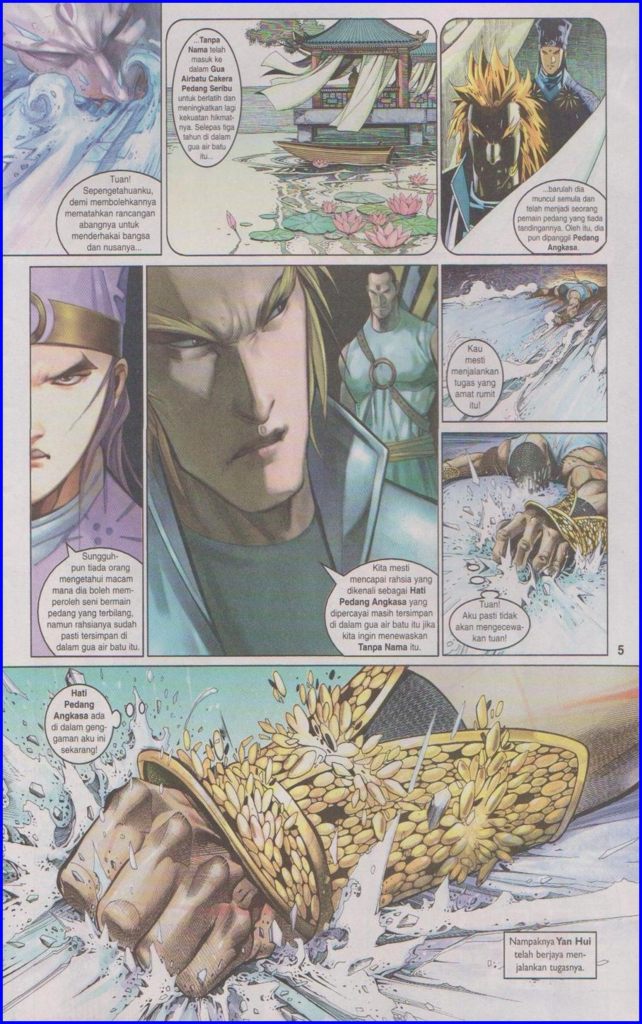 Tuan!
Sepengetahuanku,
demi membolehkannya
mematahkan rancangan
abangnya untuk
menderhakai bangsa
dan nusanya...
...Tanpa
Nama telah
masuk ke
dalam Gua
Airbatu Cakera
Pedang Seribu
untuk berlatih dan
meningkatkan lagi
kekuatan hikmat-
nya. Selepas tiga
tahun di dalam
gua air batu
itu...
...barulah dia
muncul semula dan
telah menjadi seorang
pemain pedang yang tiada
tandingannya. Oleh itu, dia
pun dipanggil Pedang
Angkasa.
Sungguh-
pun tiada orang
mengetahui macam
mana dia boleh mem-
peroleh seni bermain
pedang yang terbilang,
namun rahsianya sudah
pasti tersimpan di
dalam gua air batu itu.
Kita mesti
mencapai rahsia yang
dikenali sebagai Hati
Pedang Angkasa yang
dipercayai masih tersimpan
di dalam gua air batu itu jika
kita ingin menewaskan
Tanpa Nama itu.
Kau
mesti
menjalankan
tugas yang
amat rumit
itu!
Tuan!
Aku pasti tidak
akan mengecewa-
kan tuan!
5
Hati
Pedang
Angkasa ada
di dalam geng-
gaman aku ini
sekarang!
Nampaknya Yan Hui
telah berjaya men-
jalankan tugasnya.